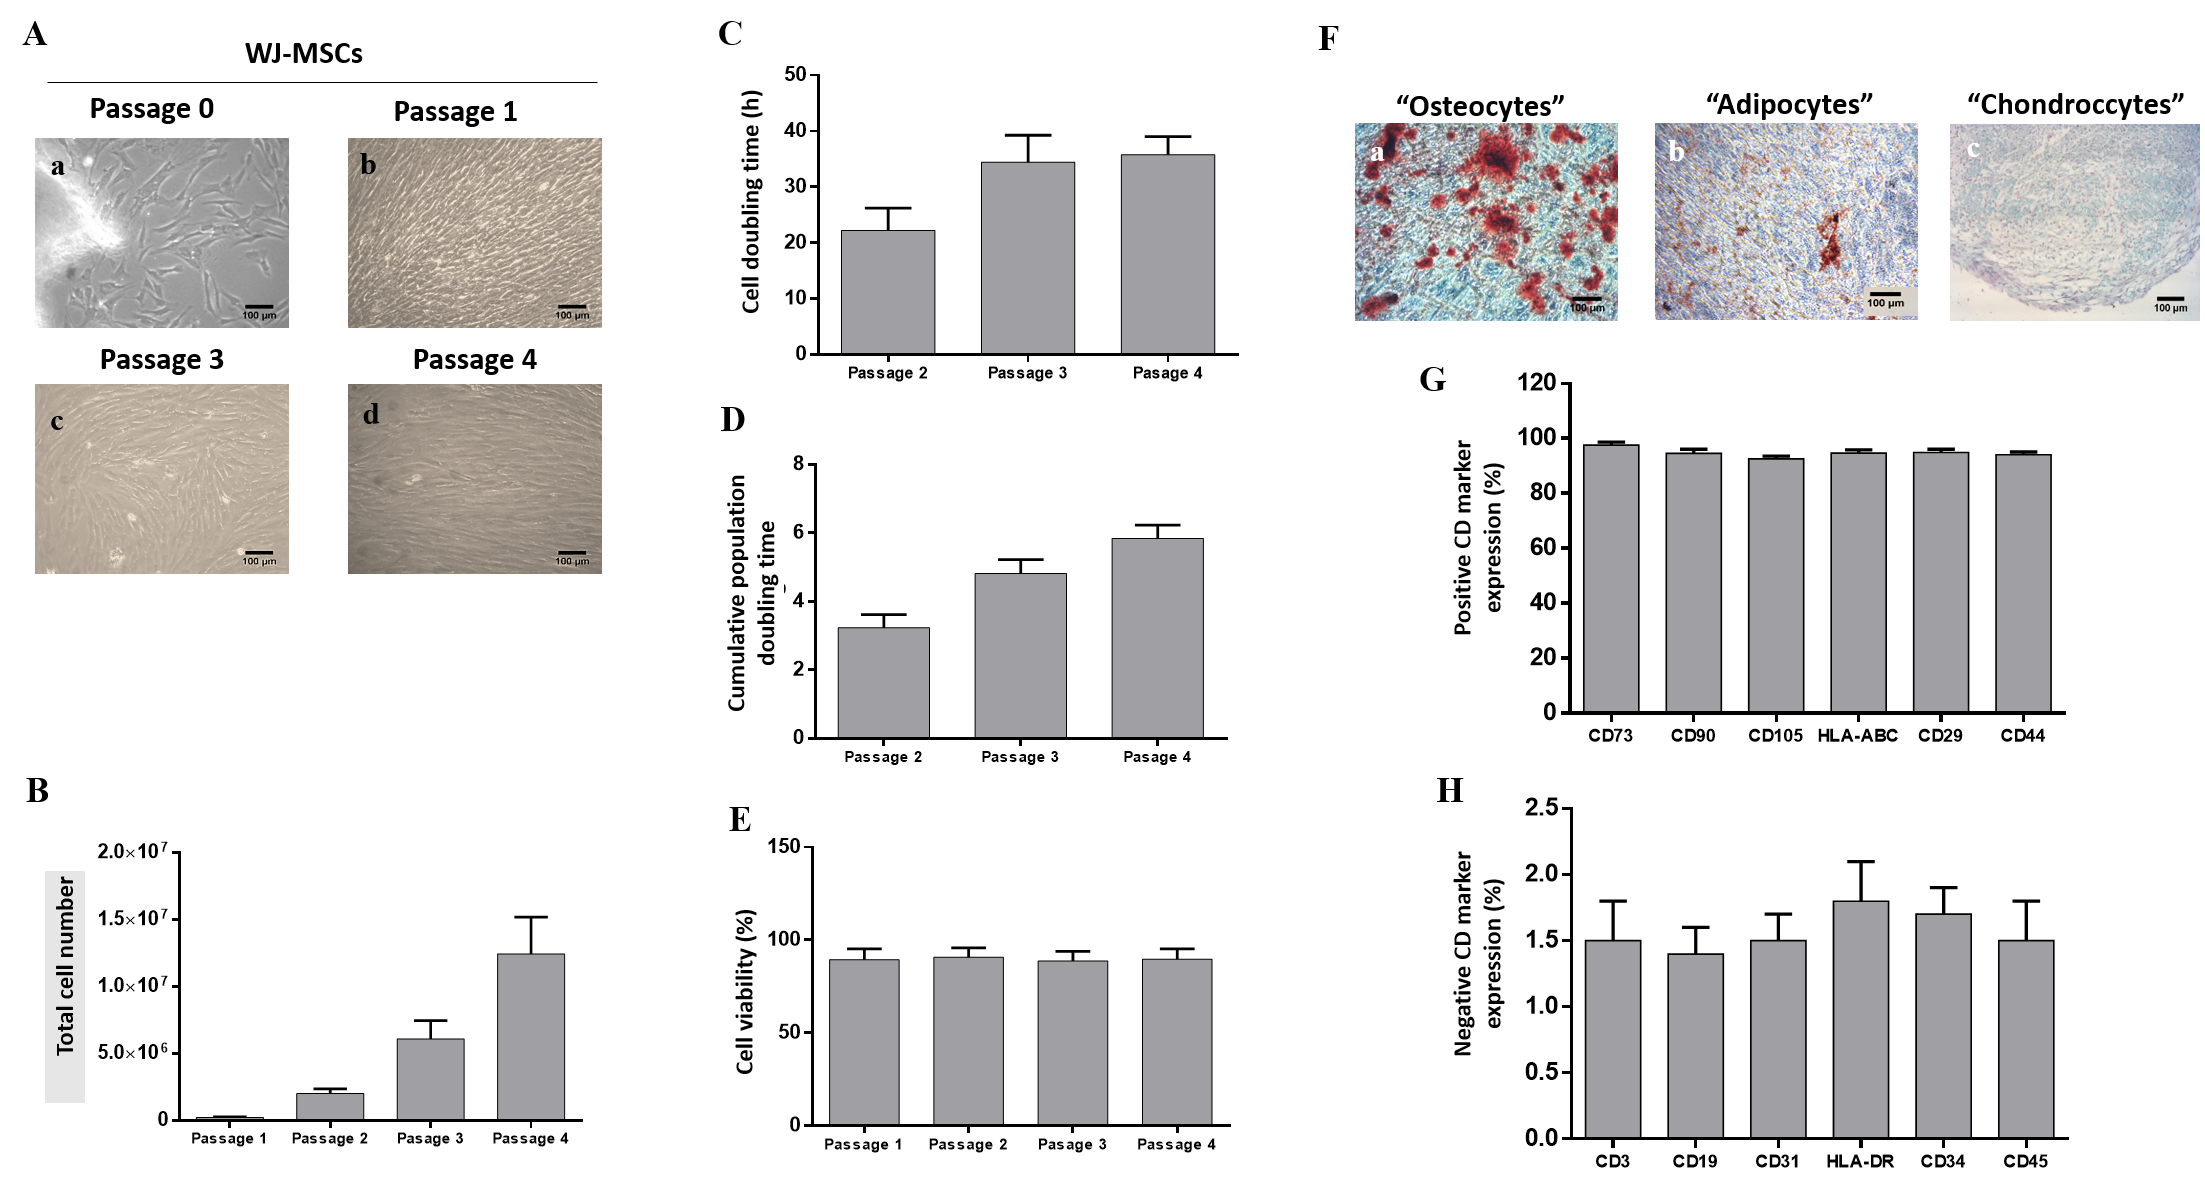 A
WJ-MSCs
Passage 0
Passage 1
a
100 µm
b
100 µm
Passage 3
Passage 4
c
100 µm
d
100 µm
B
Total cell number
2.0×10⁷
1.5×10⁷
1.0×10⁷
5.0×10⁶
0
Passage 1
Passage 2
Pasage 3
Passage 4
C
Cell doubling time (h)
50
40
30
20
10
0
Passage 2
Passage 3
Pasage 4
D
Cumulative population
doubling time
8
6
4
2
0
Passage 2
Passage 3
Pasage 4
E
Cell viability (%)
150
100
50
0
Passage 1
Passage 2
Pasage 3
Passage 4
F
“Osteocytes”
“Adipocytes”
“Chondroccytes”
a
100 µm
b
100 µm
c
100 µm
G
Positive CD marker
expression (%)
120
100
80
60
40
20
0
CD73
CD90
CD105
HLA-ABC
CD29
CD44
H
Negative CD marker
expression (%)
2.5
2.0
1.5
1.0
0.5
0.0
CD3
CD19
CD31
HLA-DR
CD34
CD45